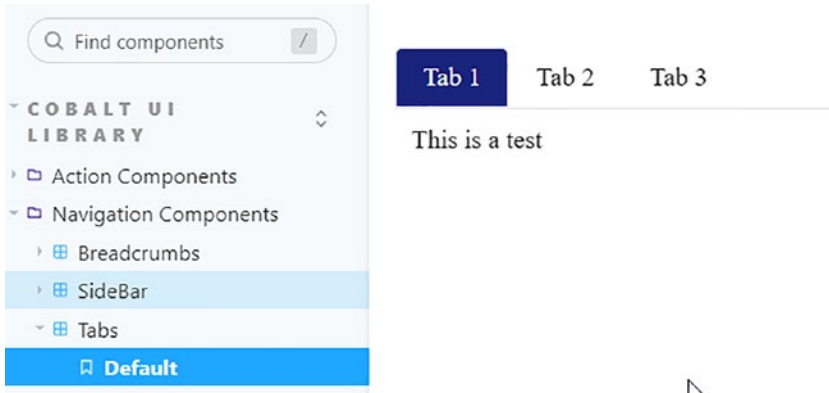 Find components /
COBALT UI
LIBRARY
Action Components
Navigation Components
Breadcrumbs
SideBar
Tabs
Default
Tab 1 Tab 2 Tab 3
This is a test